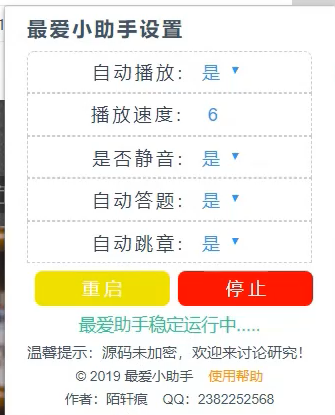 最爱小助手设置
自动播放： 是 ▼
播放速度： 6
是否静音： 是 ▼
自动答题： 是 ▼
自动跳章： 是 ▼
重启 停止
最爱助手稳定运行中.....
温馨提示：源码未加密，欢迎来讨论研究！
© 2019 最爱小助手 使用帮助
作者：陌轩痕 QQ：2382252568